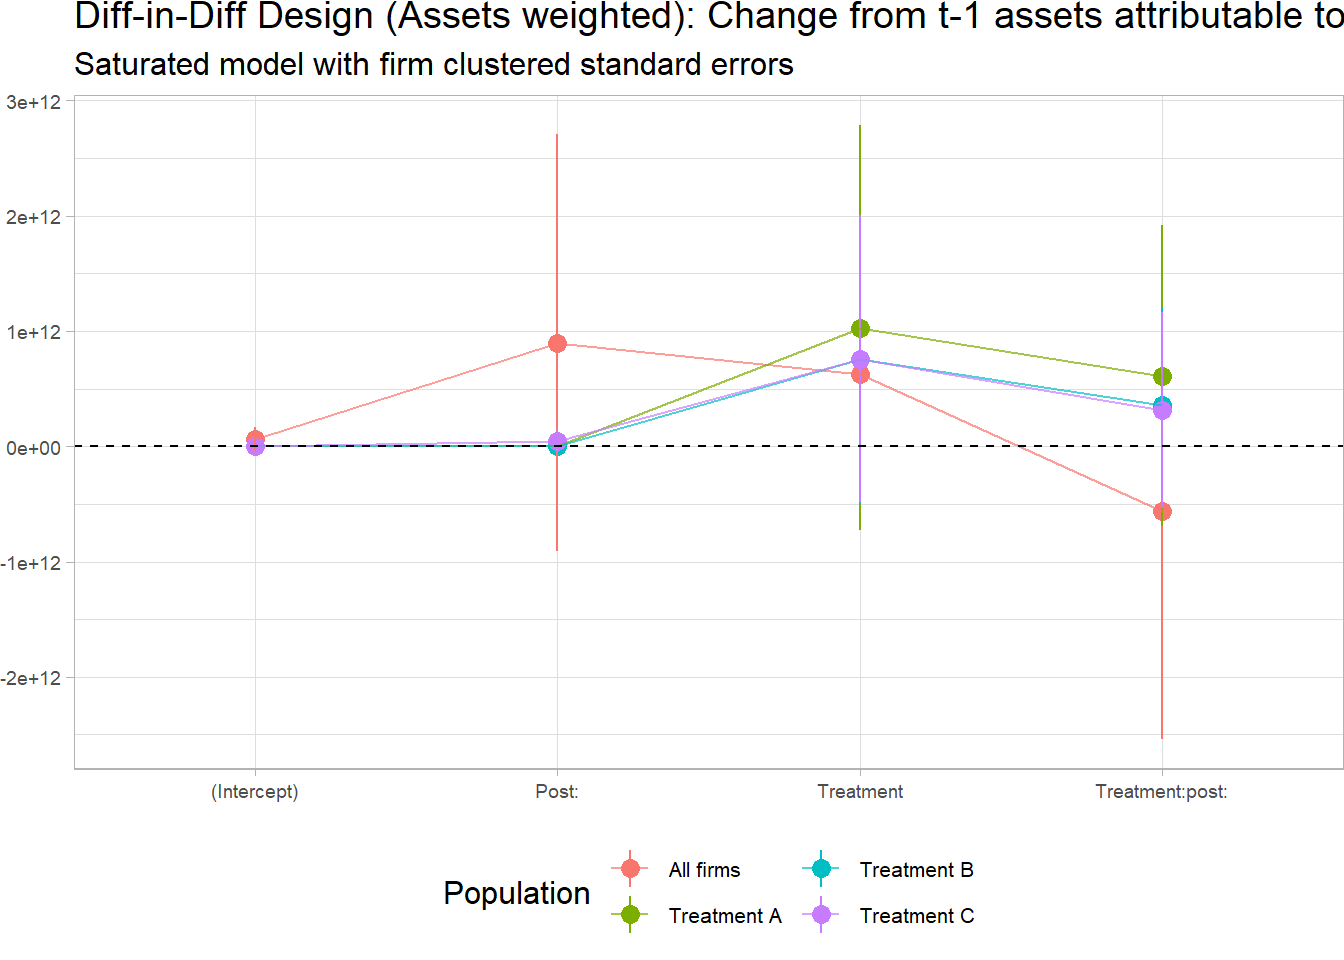 Diff-in-Diff Design (Assets weighted): Change from t-1 assets attributable to
Saturated model with firm clustered standard errors
3e+12
2e+12
1e+12
0e+00
-1e+12
-2e+12
(Intercept) Post: Treatment Treatment:post:
Population
All firms Treatment B
Treatment A Treatment C